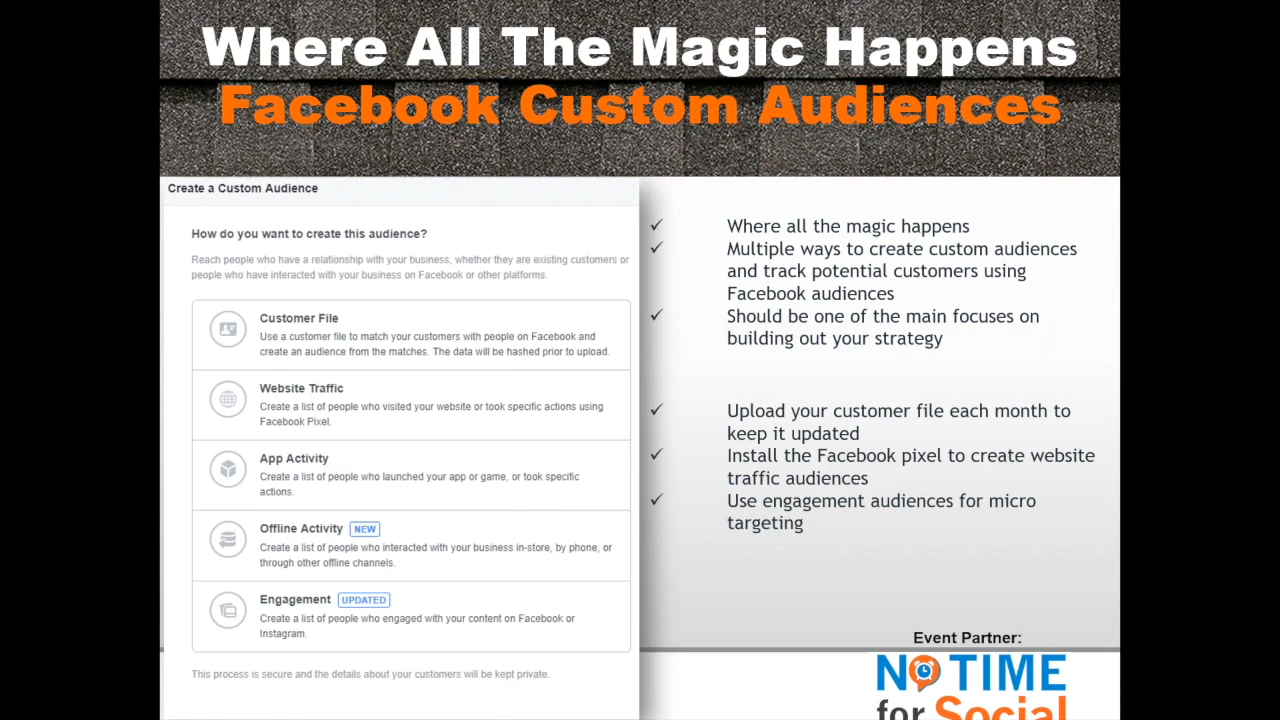 Where All The Magic Happens
Facebook Custom Audiences
Create a Custom Audience
How do you want to create this audience?
Reach people who have a relationship with your business, whether they are existing customers or
people who have interacted with your business on Facebook or other platforms.
Customer File
Use a customer file to match your customers with people on Facebook and
create an audience from the matches. The data will be hashed prior to upload.
Website Traffic
Create a list of people who visited your website or took specific actions using
Facebook Pixel.
App Activity
Create a list of people who launched your app or game, or took specific
actions.
Offline Activity NEW
Create a list of people who interacted with your business in-store, by phone, or
through other offline channels.
Engagement UPDATED
Create a list of people who engaged with your content on Facebook or
Instagram.
This process is secure and the details about your customers will be kept private.
✓ Where all the magic happens
✓ Multiple ways to create custom audiences
and track potential customers using
Facebook audiences
✓ Should be one of the main focuses on
building out your strategy
✓ Upload your customer file each month to
keep it updated
✓ Install the Facebook pixel to create website
traffic audiences
✓ Use engagement audiences for micro
targeting
Event Partner:
NO TIME
for Social